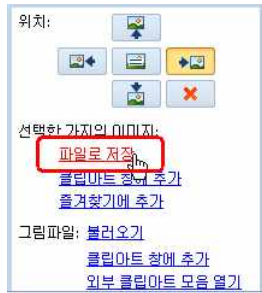 위치:
선택한 가지의 이미지:
파일로 저장
클립아트 창에 추가
즐겨찾기에 추가
그림파일: 불러오기
클립아트 창에 추가
외부 클립아트 모음 열기